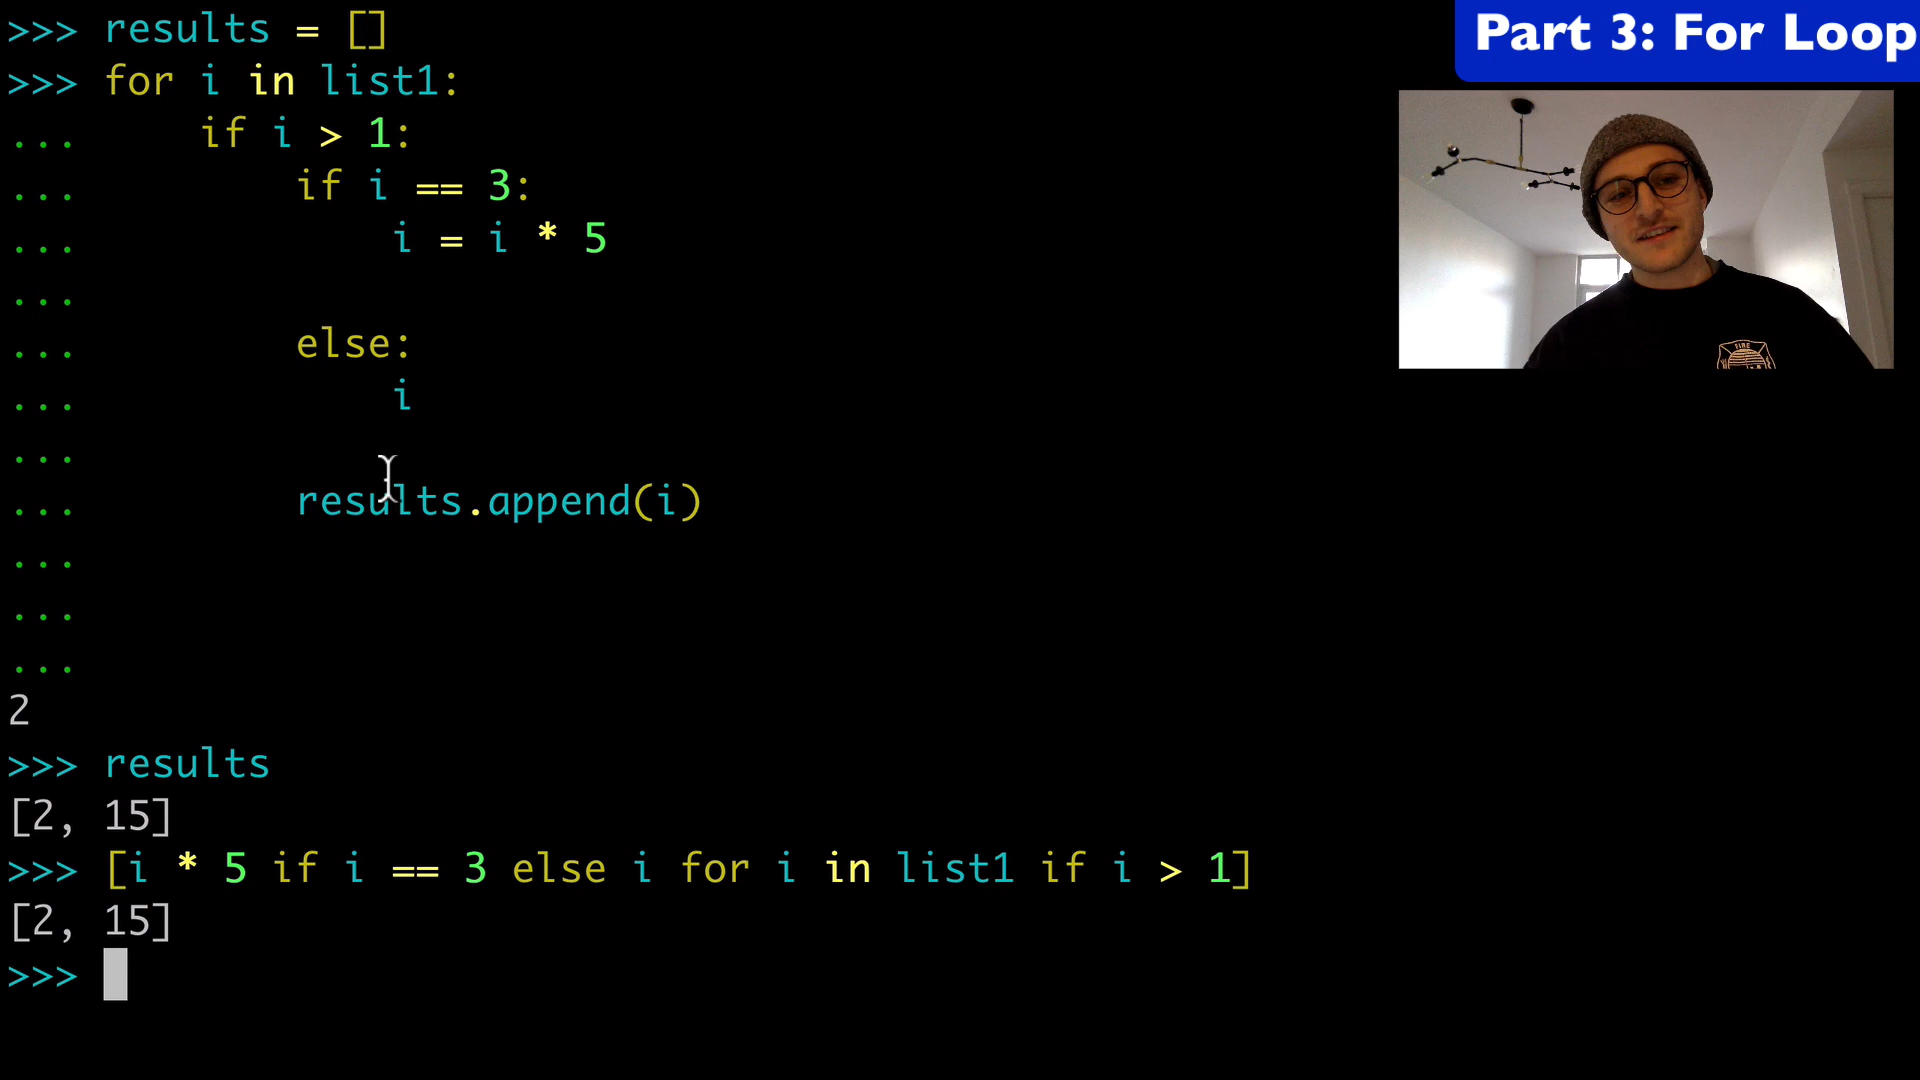 >>> results = []
>>> for i in list1:
...     if i > 1:
...         if i == 3:
...             i = i * 5
...
...         else:
...             i
...
...         results.append(i)
...
...
...
2
>>> results
[2, 15]
>>> [i * 5 if i == 3 else i for i in list1 if i > 1]
[2, 15]
>>>
Part 3: For Loop
FIRE